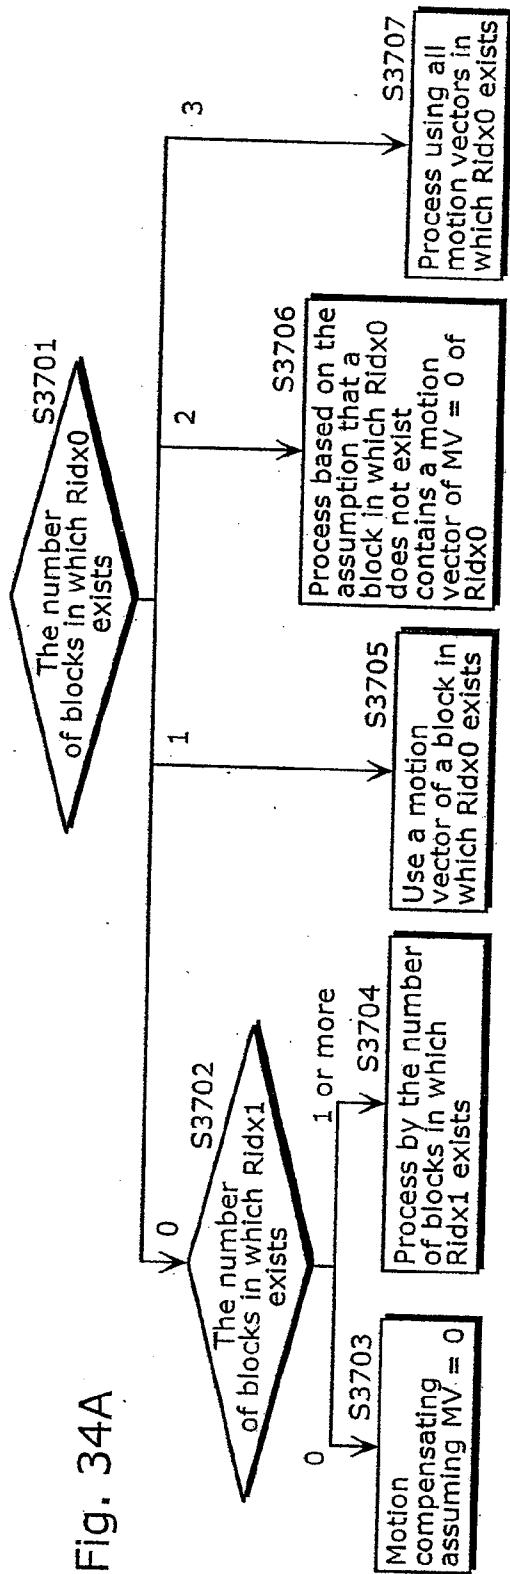 Fig. 34A
S3701
The number
of blocks in which Ridx0
exists
0
1
2
3
S3702
The number
of blocks in which Ridx1
exists
0
1 or more
S3703
Motion
compensating
assuming MV = 0
S3704
Process by the number
of blocks in which
Ridx1 exists
S3705
Use a motion
vector of a block in
which Ridx0 exists
S3706
Process based on the
assumption that a
block in which Ridx0
does not exist
contains a motion
vector of MV = 0 of
Ridx0
S3707
Process using all
motion vectors in
which Ridx0 exists